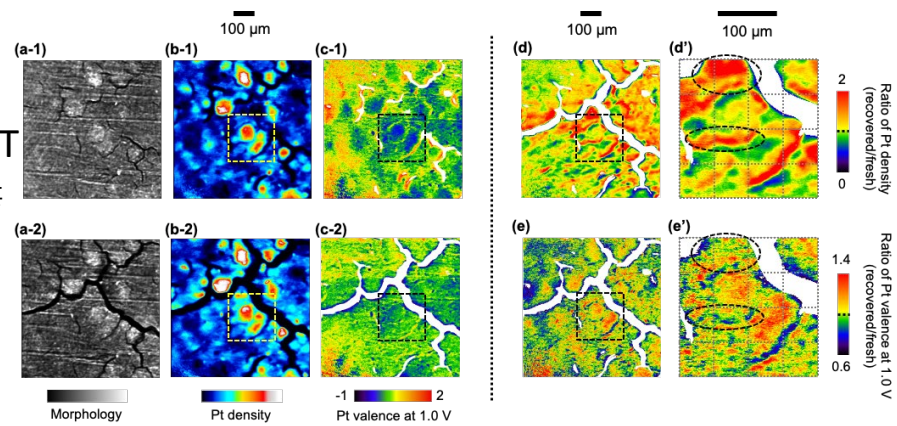 100 μm
100 μm
100 μm
(a-1)
(b-1)
(c-1)
(d)
(d')
T
2
0
Ratio of Pt density
(recovered/fresh)
(a-2)
(b-2)
(c-2)
(e)
(e')
1.4
0.6
Ratio of Pt valence at 1.0 V
(recovered/fresh)
Morphology
Pt density
-1
2
Pt valence at 1.0 V